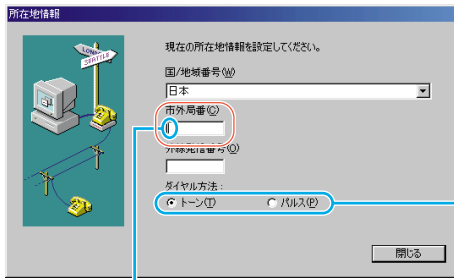 所在地情報
LONDON
SEATTLE
現在の所在地情報を設定してください。
国/地域番号(W)
日本
市外局番(C)
外線発信番号(O)
ダイヤル方法：
トーン(T)
パルス(P)
閉じる